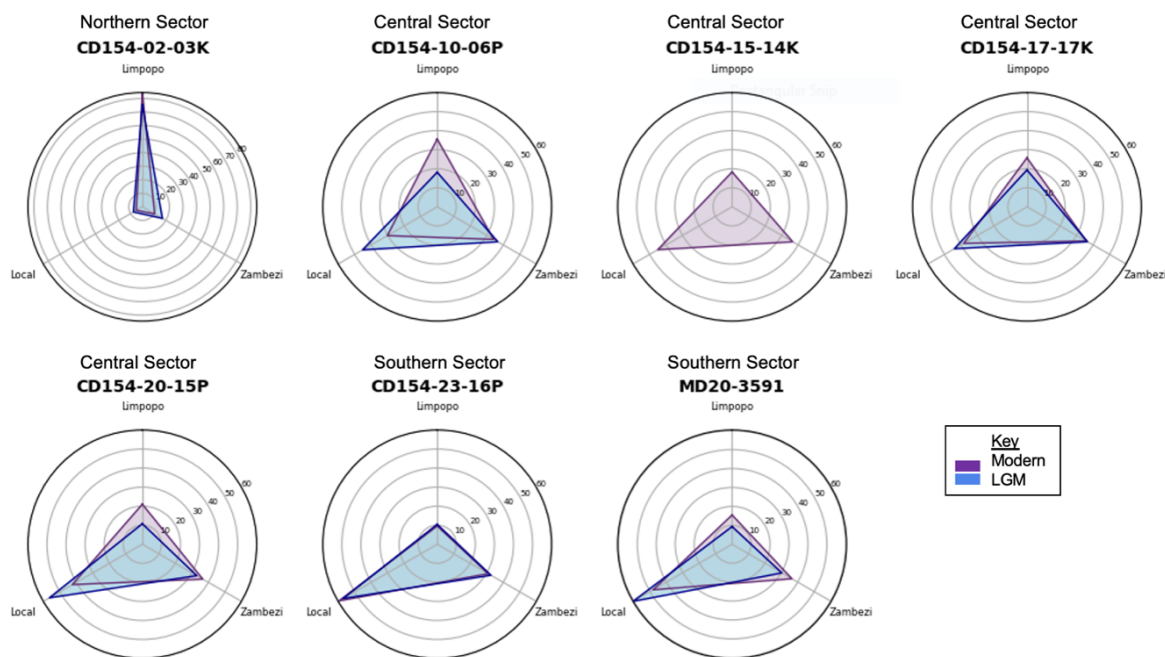 Northern Sector
CD154-02-03K
Limpopo
80
70
60
50
40
30
20
10
Local
Zambezi
Central Sector
CD154-10-06P
Limpopo
60
50
40
30
20
10
Local
Zambezi
Central Sector
CD154-15-14K
Limpopo
Rectangular Snip
60
50
40
30
20
10
Local
Zambezi
Central Sector
CD154-17-17K
Limpopo
60
50
40
30
20
10
Local
Zambezi
Central Sector
CD154-20-15P
Limpopo
60
50
40
30
20
10
Local
Zambezi
Southern Sector
CD154-23-16P
Limpopo
60
50
40
30
20
10
Local
Zambezi
Southern Sector
MD20-3591
Limpopo
60
50
40
30
20
10
Local
Zambezi
Key
Modern
LGM